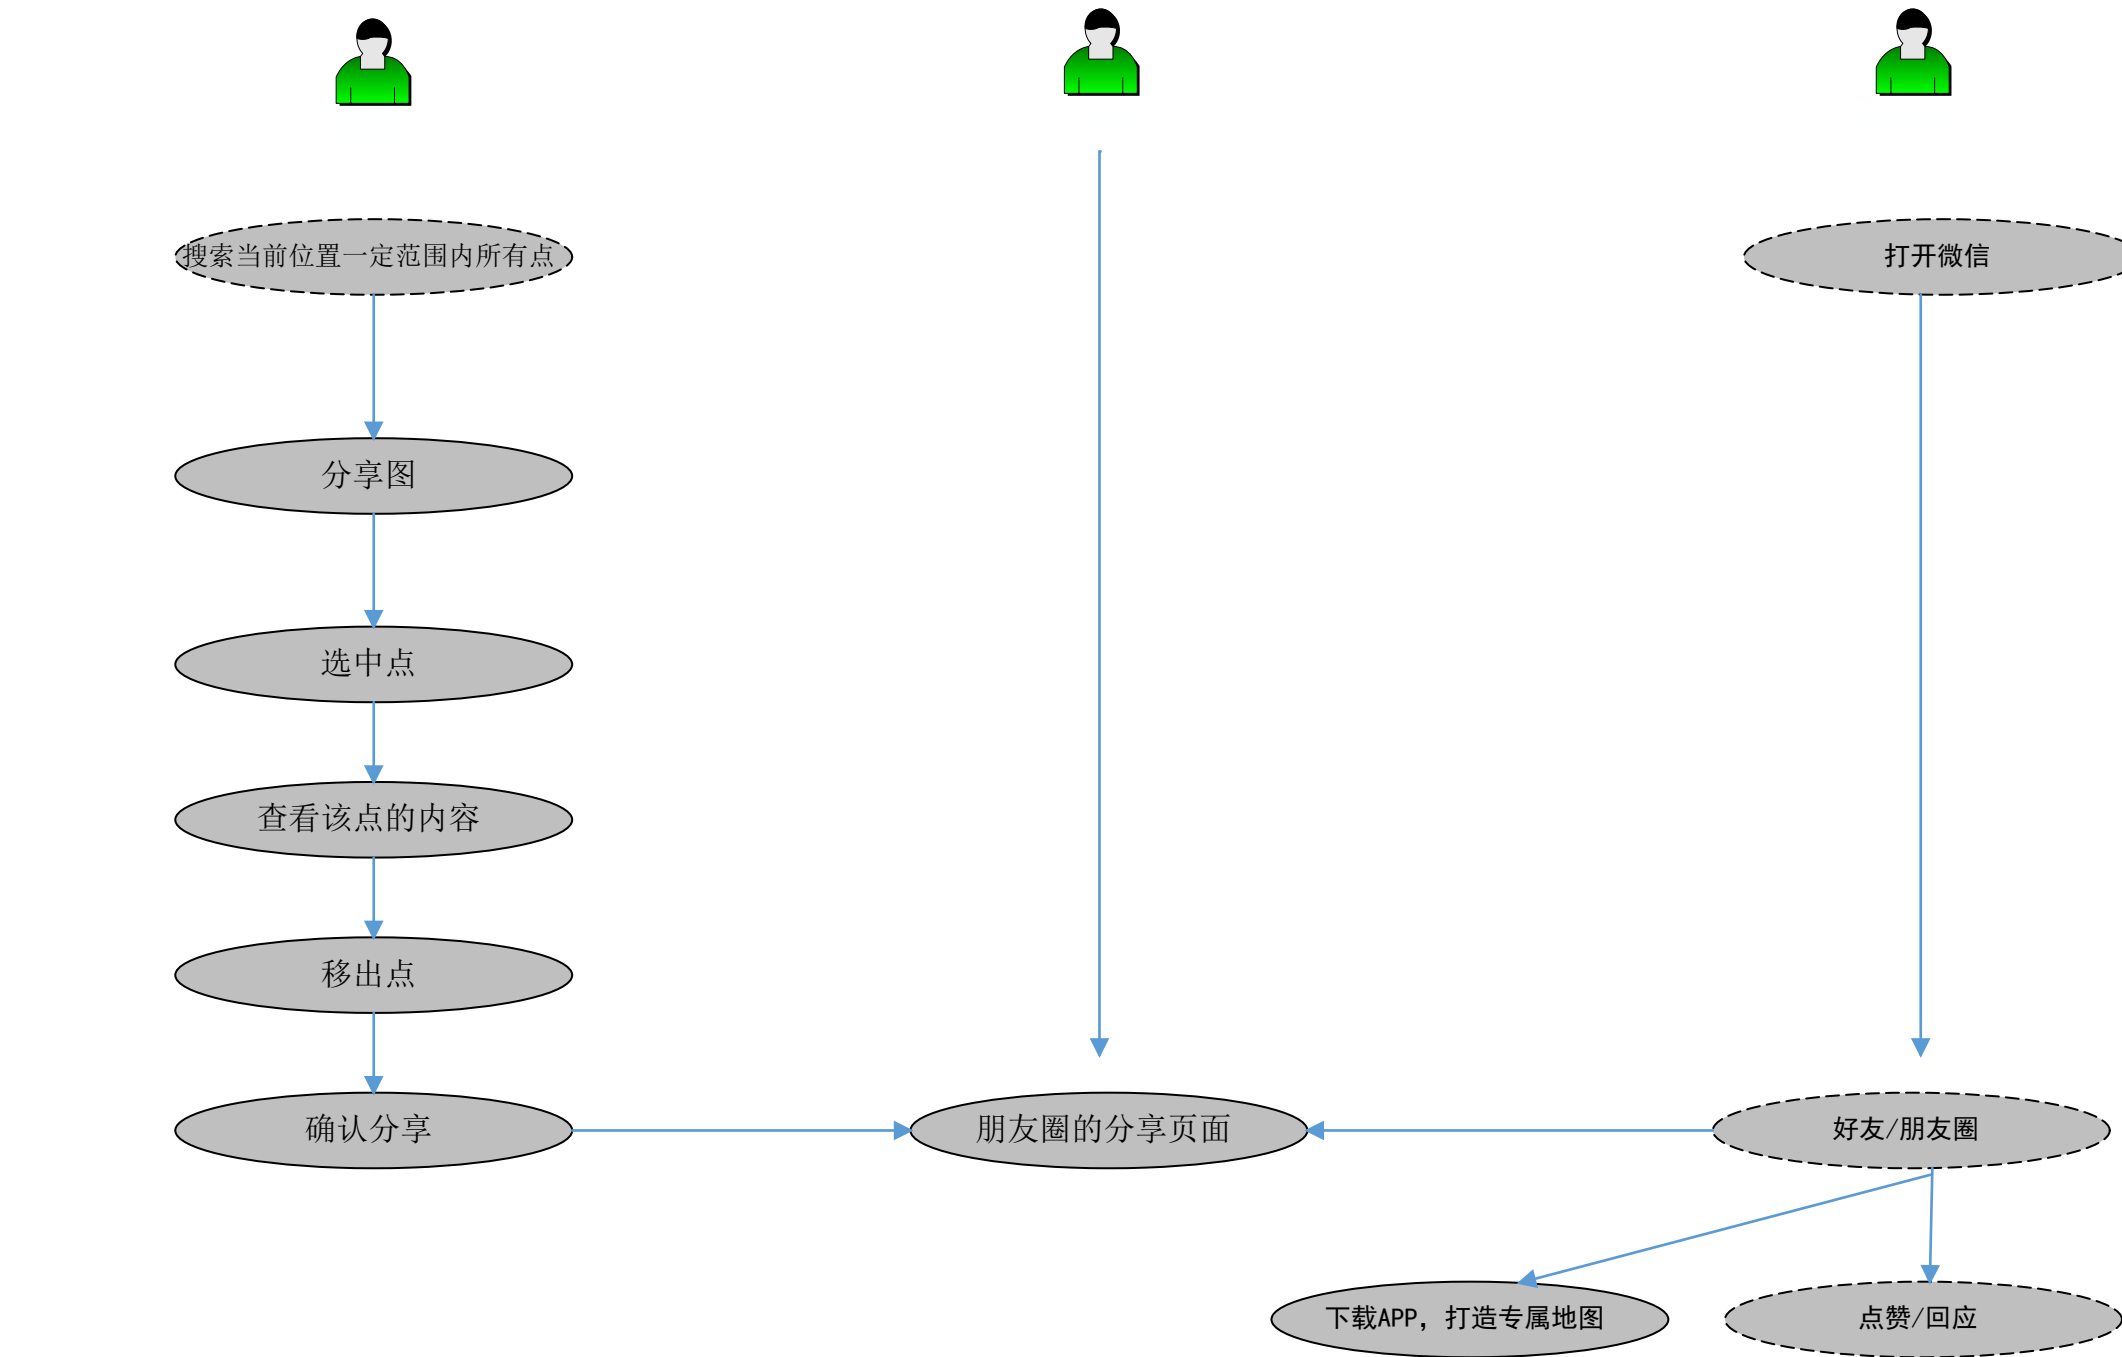 搜索当前位置一定范围内所有点
打开微信
分享图
选中点
查看该点的内容
移出点
确认分享
朋友圈的分享页面
好友/朋友圈
下载APP，打造专属地图
点赞/回应